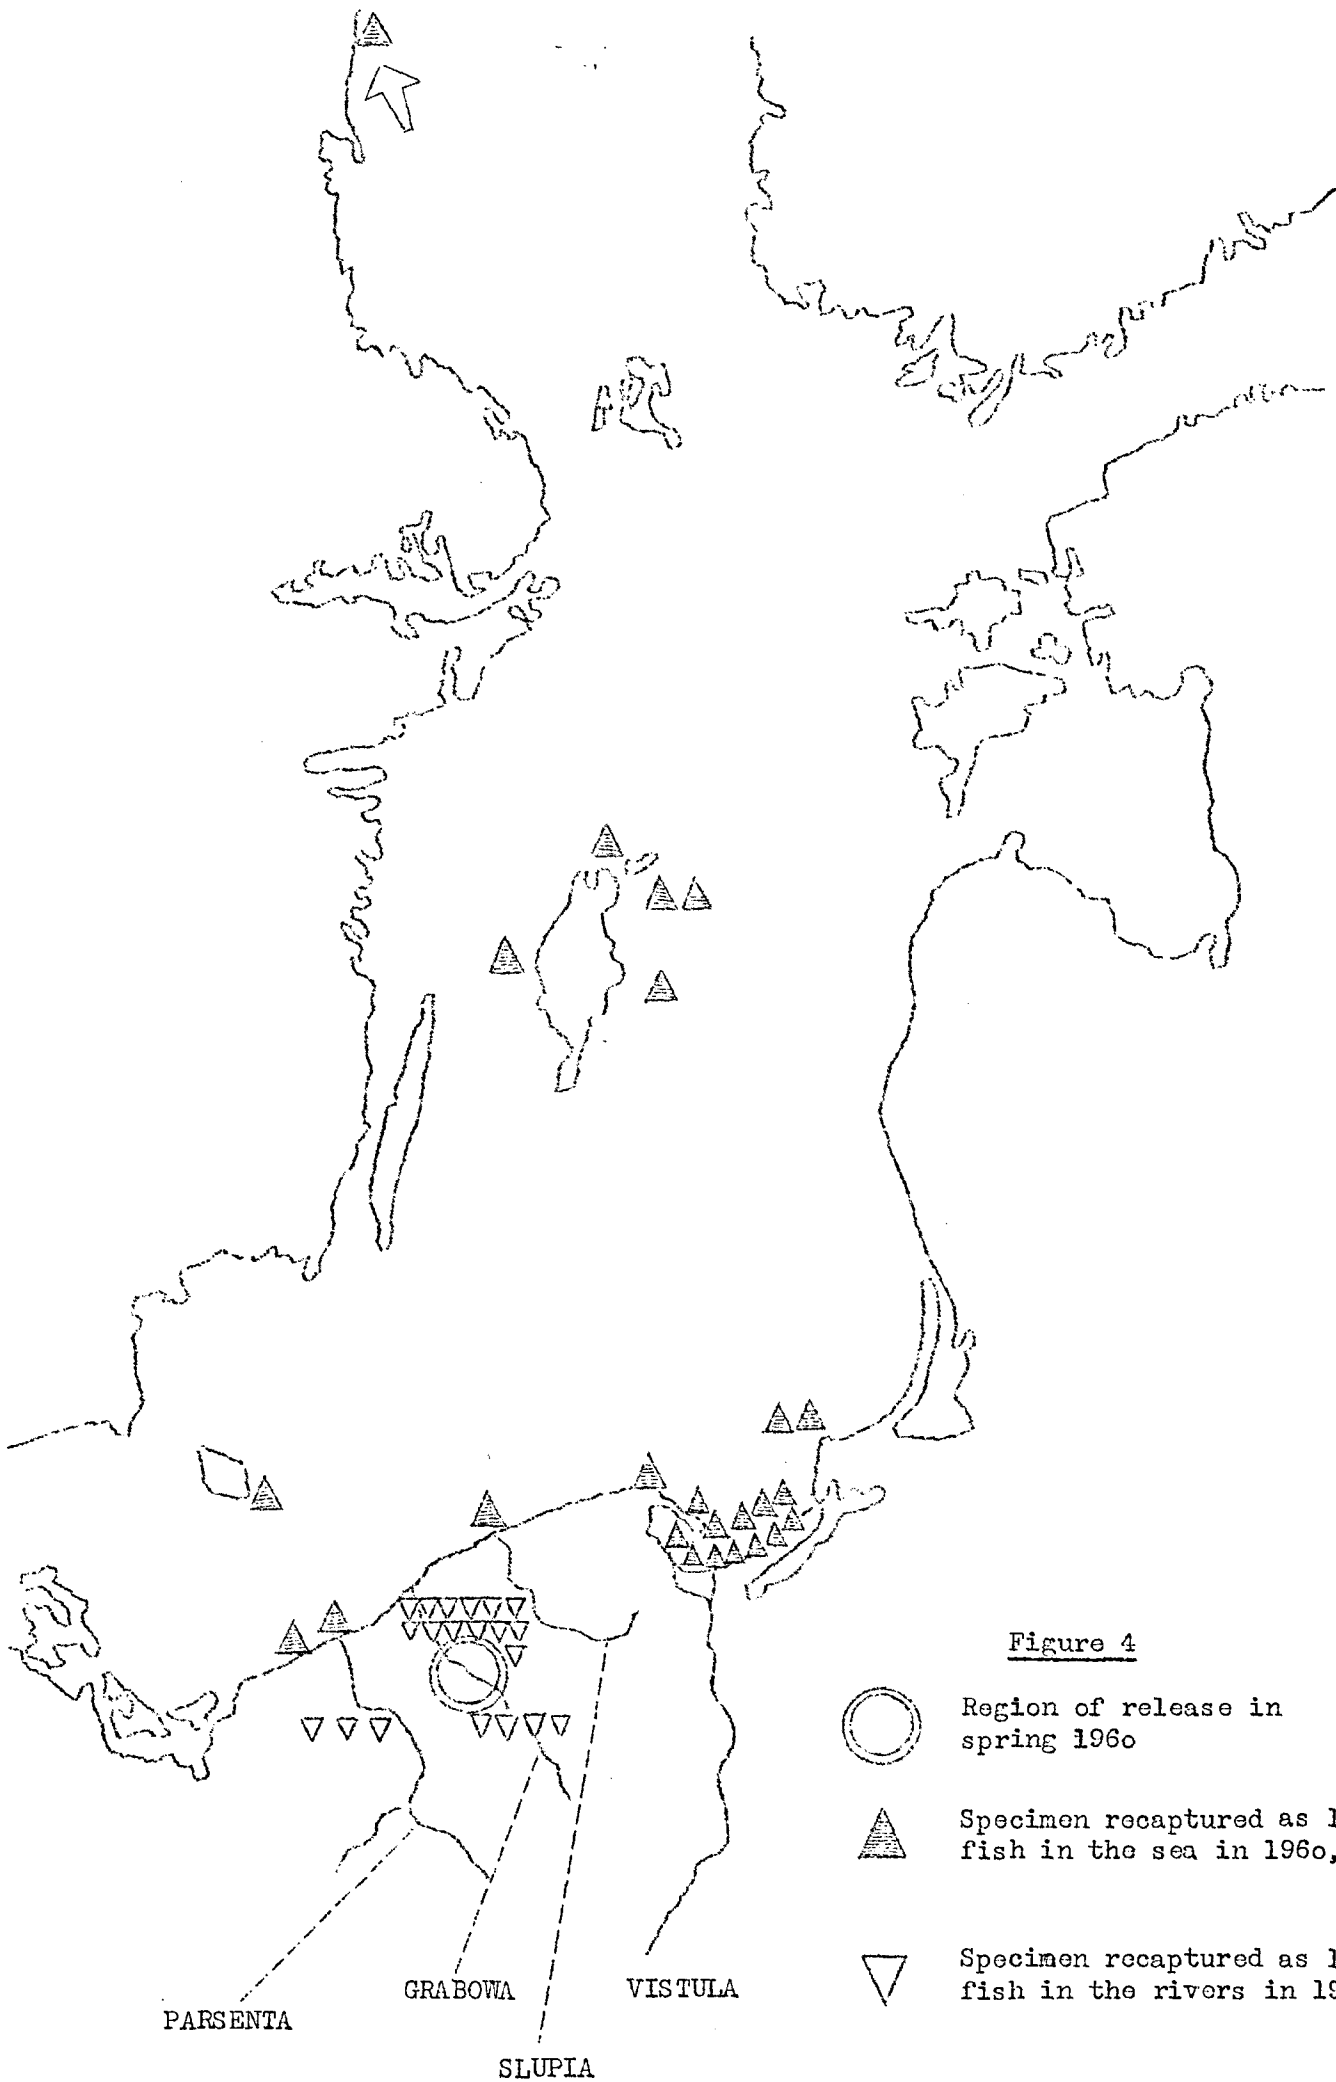 Figure 4
Region of release in
spring 196o
Specimen recaptured as l
fish in the sea in 196o,
Specimen recaptured as l
fish in the rivers in 19
GRABOWA
VISTULA
PARSENTA
SLUPIA